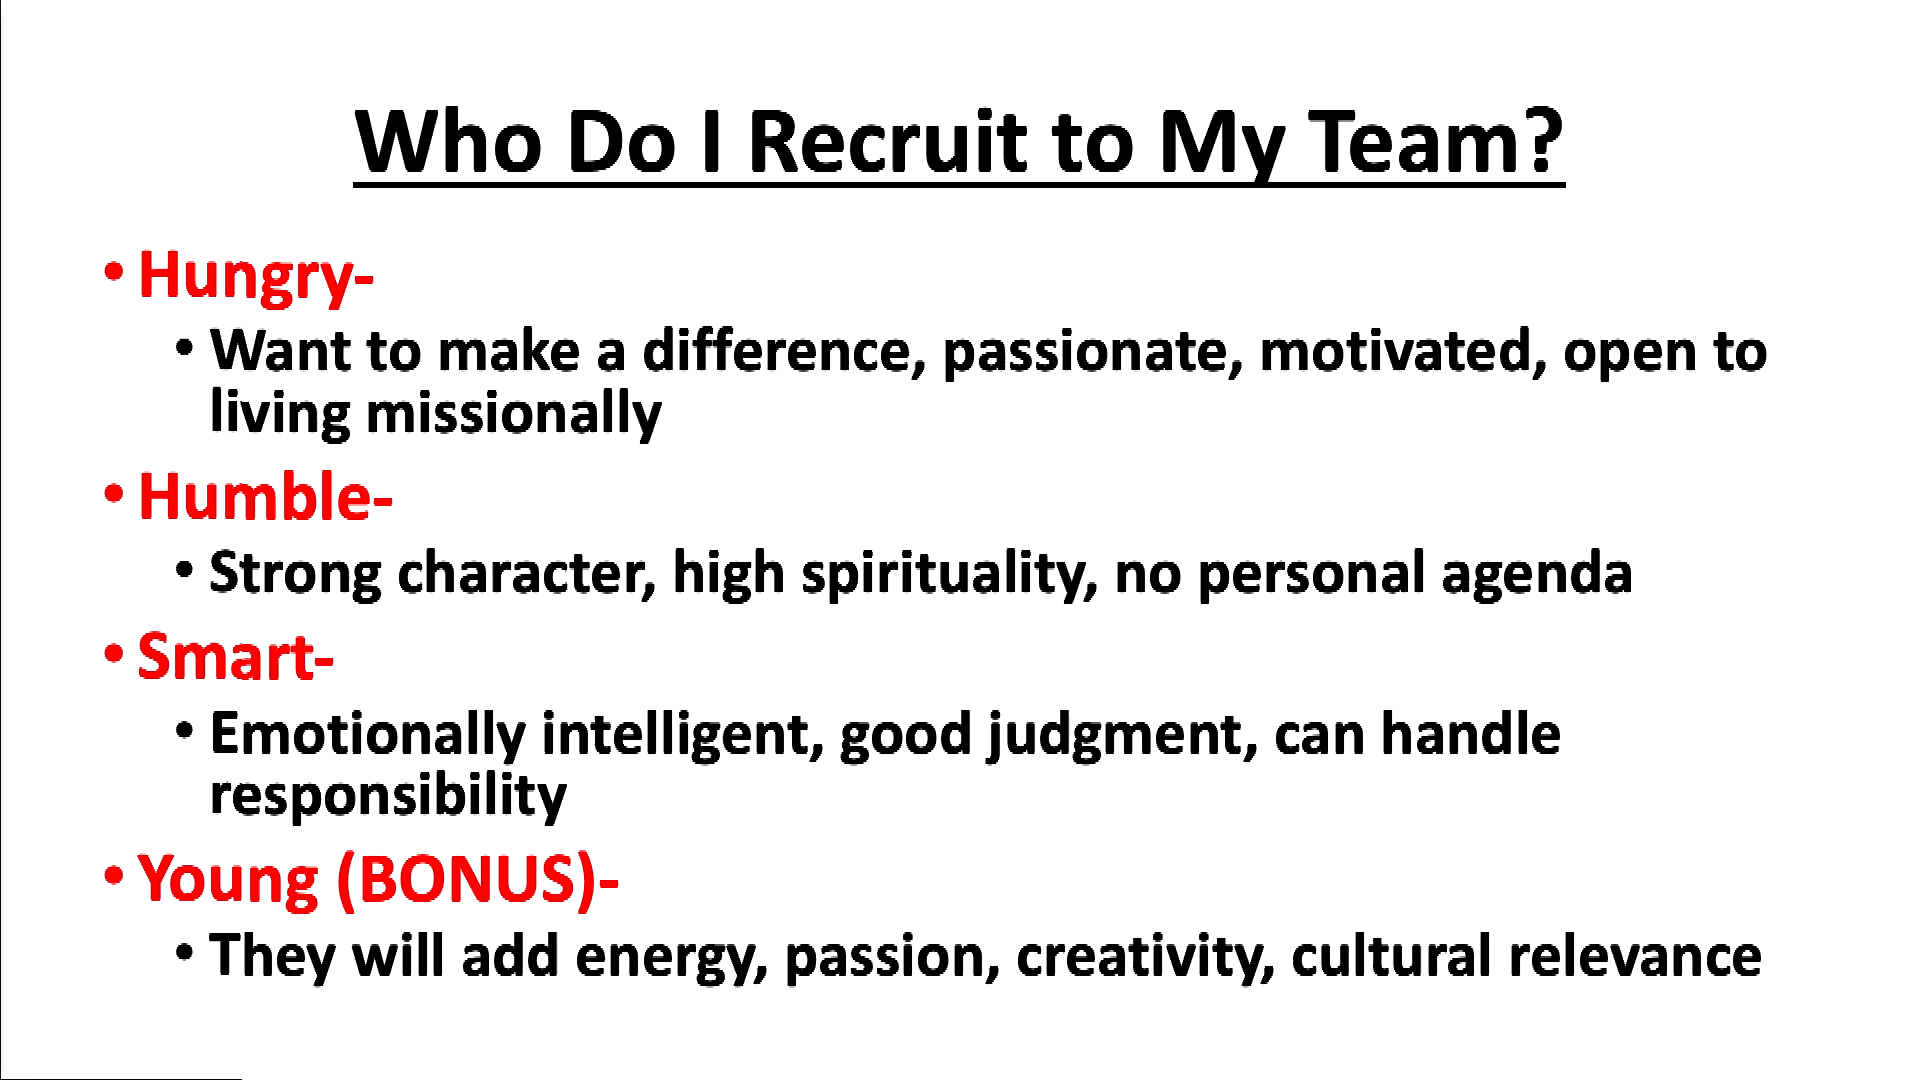 Who Do I Recruit to My Team?
• Hungry-
• Want to make a difference, passionate, motivated, open to
living missionally
• Humble-
• Strong character, high spirituality, no personal agenda
• Smart-
• Emotionally intelligent, good judgment, can handle
responsibility
• Young (BONUS)-
• They will add energy, passion, creativity, cultural relevance